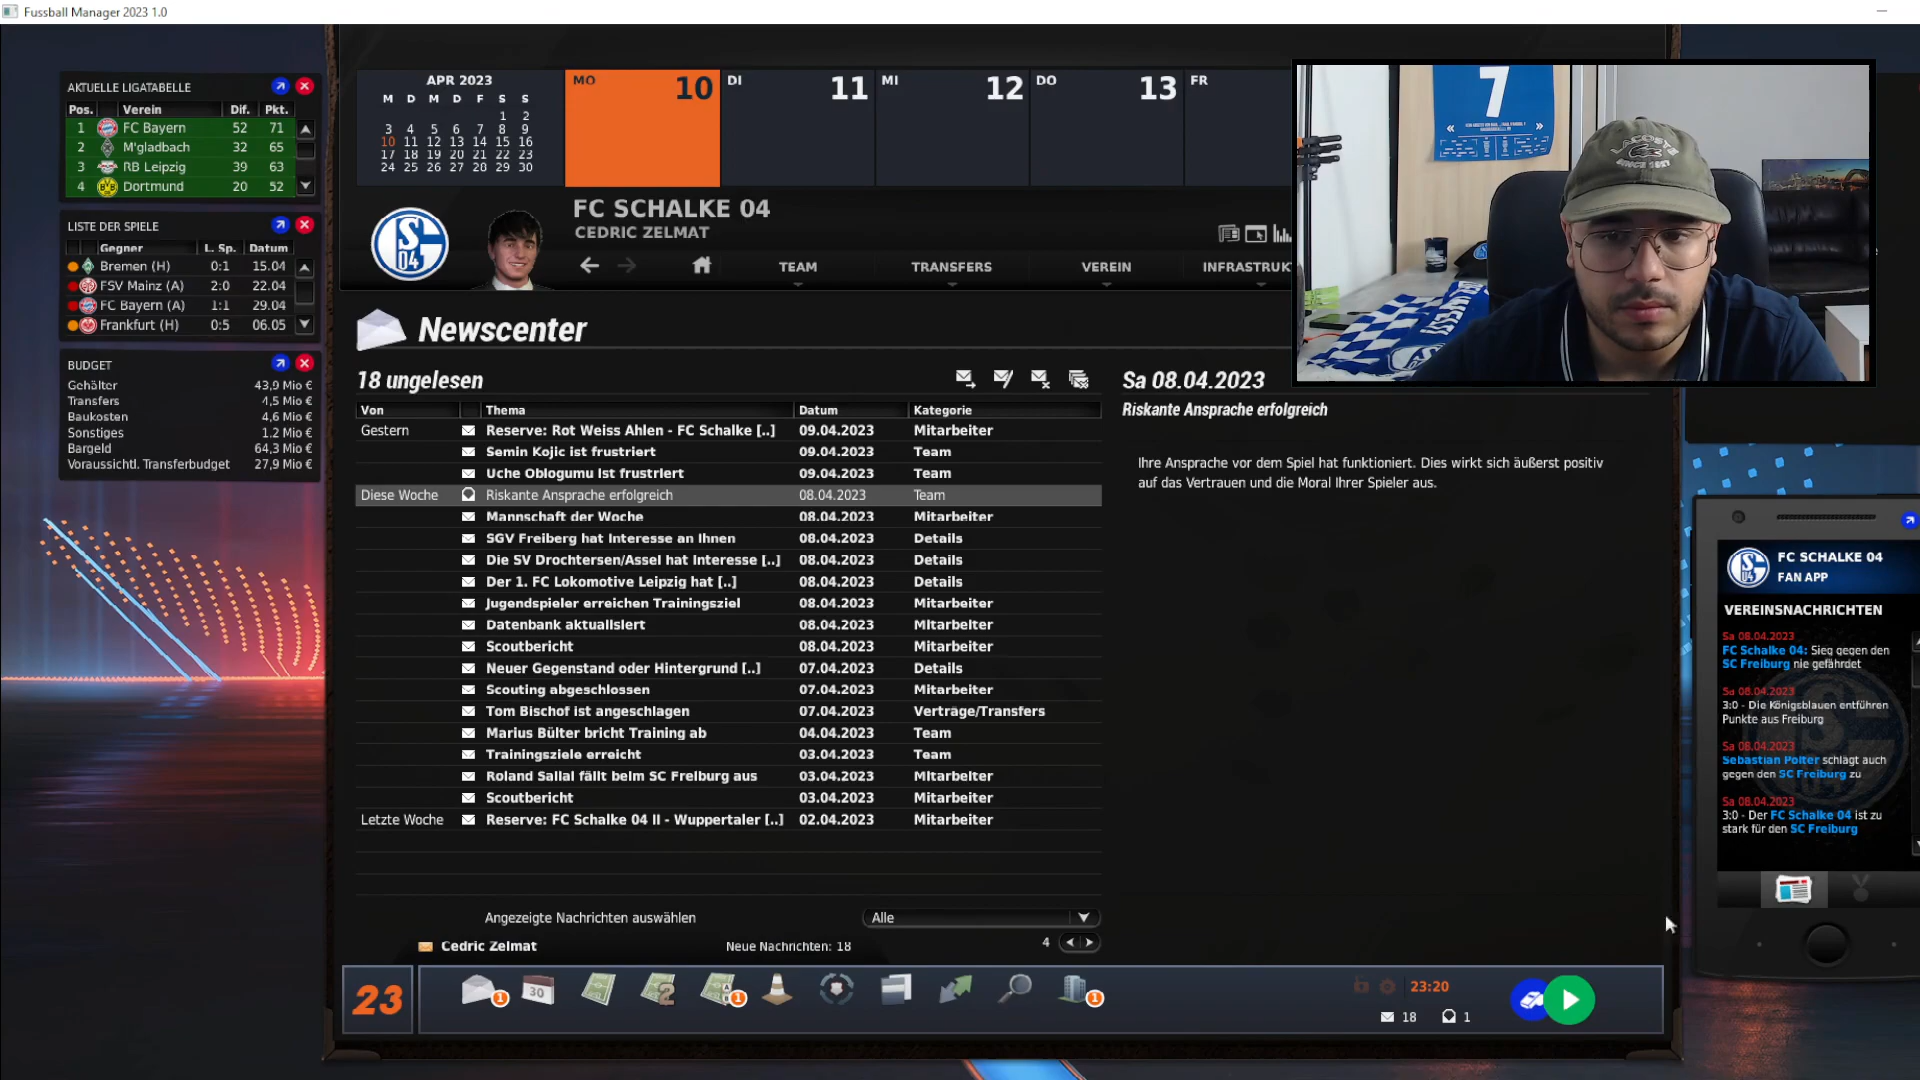 Fussball Manager 2023 1.0
AKTUELLE LIGATABELLE
Pos. Verein Dif. Pkt.
1 FC Bayern 52 71
2 M'gladbach 32 65
3 RB Leipzig 39 63
4 Dortmund 20 52
LISTE DER SPIELE
Gegner L. Sp. Datum
Bremen (H) 0:1 15.04
FSV Mainz (A) 2:0 22.04
FC Bayern (A) 1:1 29.04
Frankfurt (H) 0:5 06.05
BUDGET
Gehälter 43,9 Mio €
Transfers 4,5 Mio €
Baukosten 4,6 Mio €
Sonstiges 1,2 Mio €
Bargeld 64,3 Mio €
Voraussichtl. Transferbudget 27,9 Mio €
APR 2023
M D M D F S S
1 2
3 4 5 6 7 8 9
10 11 12 13 14 15 16
17 18 19 20 21 22 23
24 25 26 27 28 29 30
MO 10 DI 11 MI 12 DO 13 FR
FC SCHALKE 04
CEDRIC ZELMAT
TEAM TRANSFERS VEREIN INFRASTRUK
7
LACOSTE
Newscenter
18 ungelesen
Von Thema Datum Kategorie
Gestern Reserve: Rot Weiss Ahlen - FC Schalke [..] 09.04.2023 Mitarbeiter
Semin Kojic ist frustriert 09.04.2023 Team
Uche Oblogumu ist frustriert 09.04.2023 Team
Diese Woche Riskante Ansprache erfolgreich 08.04.2023 Team
Mannschaft der Woche 08.04.2023 Mitarbeiter
SGV Freiberg hat Interesse an Ihnen 08.04.2023 Details
Die SV Drochtersen/Assel hat Interesse [..] 08.04.2023 Details
Der 1. FC Lokomotive Leipzig hat [..] 08.04.2023 Details
Jugendspieler erreichen Trainingsziel 08.04.2023 Mitarbeiter
Datenbank aktualisiert 08.04.2023 Mitarbeiter
Scoutbericht 08.04.2023 Mitarbeiter
Neuer Gegenstand oder Hintergrund [..] 07.04.2023 Details
Scouting abgeschlossen 07.04.2023 Mitarbeiter
Tom Bischof ist angeschlagen 07.04.2023 Verträge/Transfers
Marius Bülter bricht Training ab 04.04.2023 Team
Trainingsziele erreicht 03.04.2023 Team
Roland Sallai fällt beim SC Freiburg aus 03.04.2023 Mitarbeiter
Scoutbericht 03.04.2023 Mitarbeiter
Letzte Woche Reserve: FC Schalke 04 II - Wuppertaler [..] 02.04.2023 Mitarbeiter
Angezeigte Nachrichten auswählen Alle
Cedric Zelmat Neue Nachrichten: 18 4
Sa 08.04.2023
Riskante Ansprache erfolgreich
Ihre Ansprache vor dem Spiel hat funktioniert. Dies wirkt sich äußerst positiv
auf das Vertrauen und die Moral Ihrer Spieler aus.
FC SCHALKE 04
FAN APP
VEREINSNACHRICHTEN
Sa 08.04.2023
FC Schalke 04: Sieg gegen den
SC Freiburg nie gefährdet
Sa 08.04.2023
3:0 - Die Königsblauen entführen
Punkte aus Freiburg
Sa 08.04.2023
Sebastian Polter schlägt auch
gegen den SC Freiburg zu
Sa 08.04.2023
3:0 - Der FC Schalke 04 ist zu
stark für den SC Freiburg
23
1 30 2 1 1
23:20
18 1